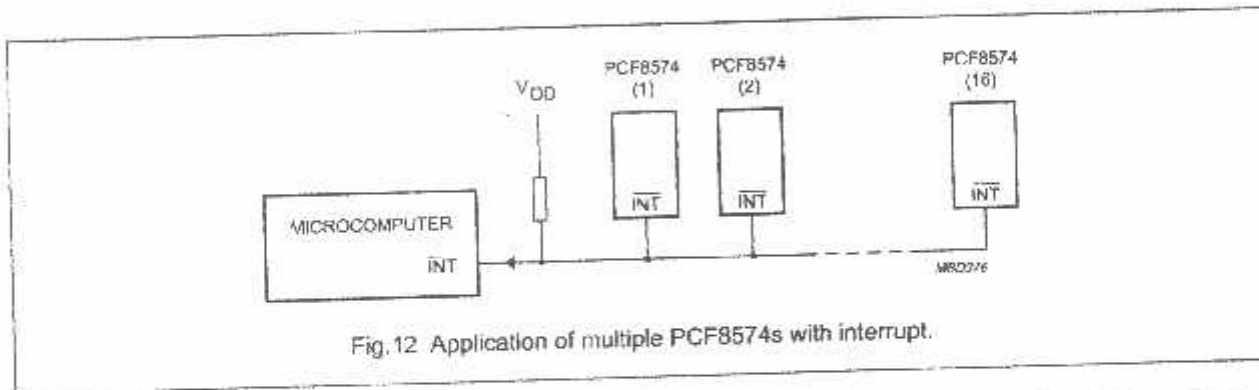 PCF8574
(1)
PCF8574
(2)
PCF8574
(16)
VDD
INT
INT
INT
MICROCOMPUTER
INT
MBD376
Fig.12 Application of multiple PCF8574s with interrupt.